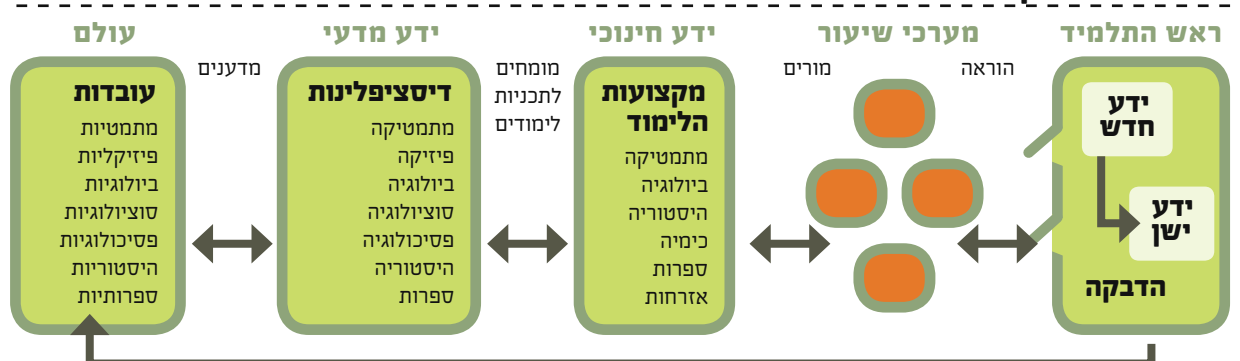 ראש התלמיד
מערכי שיעור
ידע חינוכי
ידע מדעי
עולם
הוראה
מורים
מומחים
לתכניות
לימודים
מדענים
ידע
חדש
ידע
ישן
הדבקה
מקצועות
הלימוד
מתמטיקה
ביולוגיה
היסטוריה
כימיה
ספרות
אזרחות
דיסציפלינות
מתמטיקה
פיזיקה
ביולוגיה
סוציולוגיה
פסיכולוגיה
היסטוריה
ספרות
עובדות
מתמטיות
פיזיקליות
ביולוגיות
סוציולוגיות
פסיכולוגיות
היסטוריות
ספרותיות